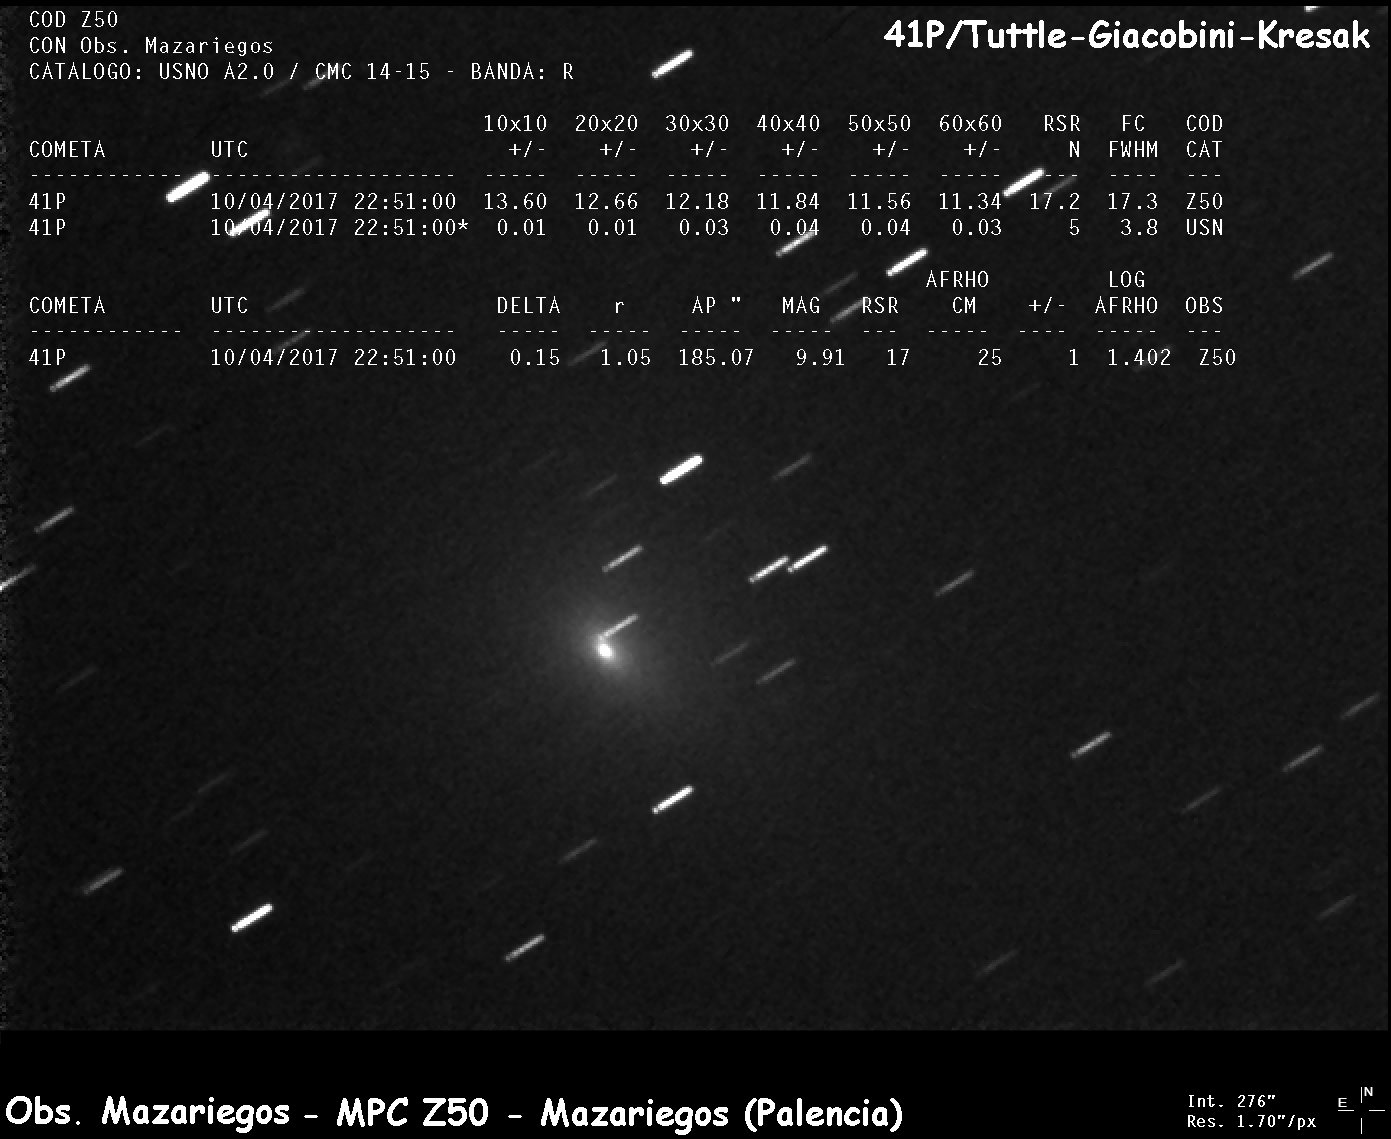 COD Z50
41P/Tuttle-Giacobini-Kresak
CON Obs. Mazariegos
CATALOGO: USNO A2.0 / CMC 14-15 - BANDA: R
10x10 20x20 30x30 40x40 50x50 60x60 RSR FC COD
COMETA UTC +/- +/- +/- +/- +/- +/- N FWHM CAT
------------ ------------------- ----- ----- ----- ----- ----- ----- --- ---- ---
41P 10/04/2017 22:51:00 13.60 12.66 12.18 11.84 11.56 11.34 17.2 17.3 Z50
41P 10/04/2017 22:51:00* 0.01 0.01 0.03 0.04 0.04 0.03 5 3.8 USN
AFRHO LOG
COMETA UTC DELTA r AP " MAG RSR CM +/- AFRHO OBS
------------ ------------------- ----- ----- ----- ----- --- ----- ---- ----- ---
41P 10/04/2017 22:51:00 0.15 1.05 185.07 9.91 17 25 1 1.402 Z50
Obs. Mazariegos - MPC Z50 - Mazariegos (Palencia)
Int. 276"
Res. 1.70"/px
N
E